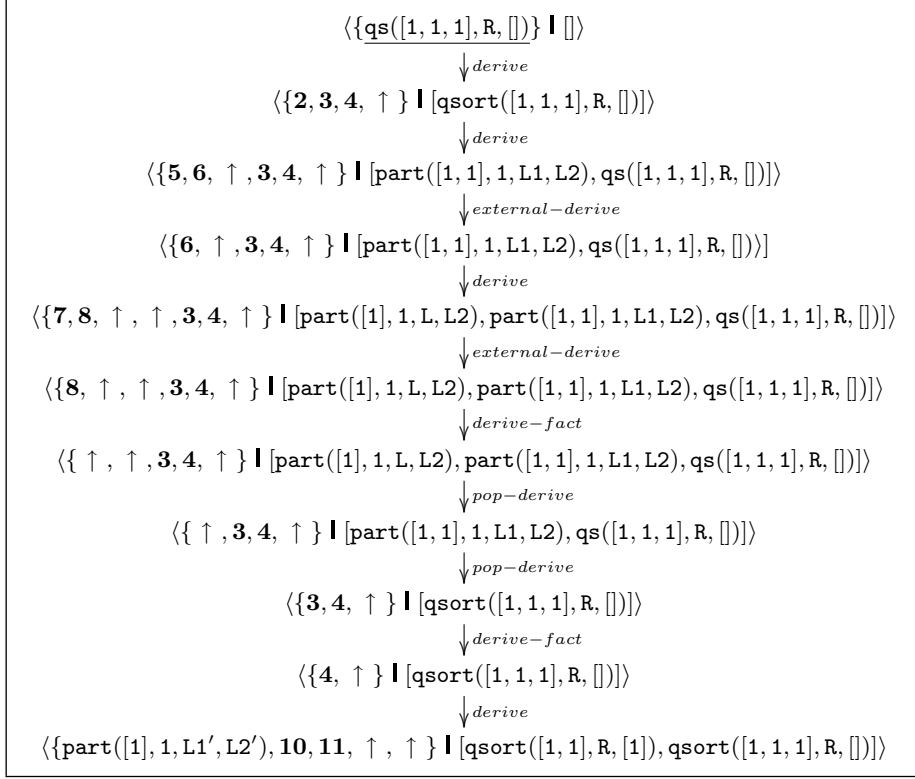 ⟨{qs([1, 1, 1], R, [])} ❙ []⟩
↓ derive
⟨{2, 3, 4, ↑ } ❙ [qsort([1, 1, 1], R, [])]⟩
↓ derive
⟨{5, 6, ↑ , 3, 4, ↑ } ❙ [part([1, 1], 1, L1, L2), qs([1, 1, 1], R, [])]⟩
↓ external−derive
⟨{6, ↑ , 3, 4, ↑ } ❙ [part([1, 1], 1, L1, L2), qs([1, 1, 1], R, [])⟩]
↓ derive
⟨{7, 8, ↑ , ↑ , 3, 4, ↑ } ❙ [part([1], 1, L, L2), part([1, 1], 1, L1, L2), qs([1, 1, 1], R, [])]⟩
↓ external−derive
⟨{8, ↑ , ↑ , 3, 4, ↑ } ❙ [part([1], 1, L, L2), part([1, 1], 1, L1, L2), qs([1, 1, 1], R, [])]⟩
↓ derive−fact
⟨{ ↑ , ↑ , 3, 4, ↑ } ❙ [part([1], 1, L, L2), part([1, 1], 1, L1, L2), qs([1, 1, 1], R, [])]⟩
↓ pop−derive
⟨{ ↑ , 3, 4, ↑ } ❙ [part([1, 1], 1, L1, L2), qs([1, 1, 1], R, [])]⟩
↓ pop−derive
⟨{3, 4, ↑ } ❙ [qsort([1, 1, 1], R, [])]⟩
↓ derive−fact
⟨{4, ↑ } ❙ [qsort([1, 1, 1], R, [])]⟩
↓ derive
⟨{part([1], 1, L1′, L2′), 10, 11, ↑ , ↑ } ❙ [qsort([1, 1], R, [1]), qsort([1, 1, 1], R, [])]⟩